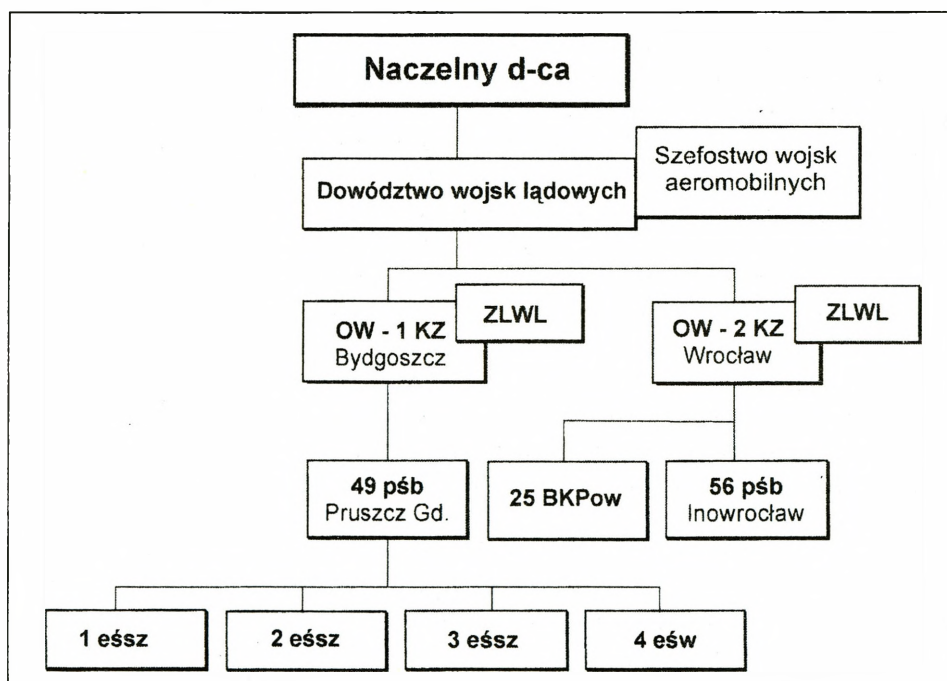 Naczelny d-ca
Szefostwo wojsk
aeromobilnych
Dowództwo wojsk lądowych
ZLWL
OW - 1 KZ
Bydgoszcz
ZLWL
OW - 2 KZ
Wrocław
49 pśb
Pruszcz Gd.
25 BKPow
56 pśb
Inowrocław
1 eśsz
2 eśsz
3 eśsz
4 eśw